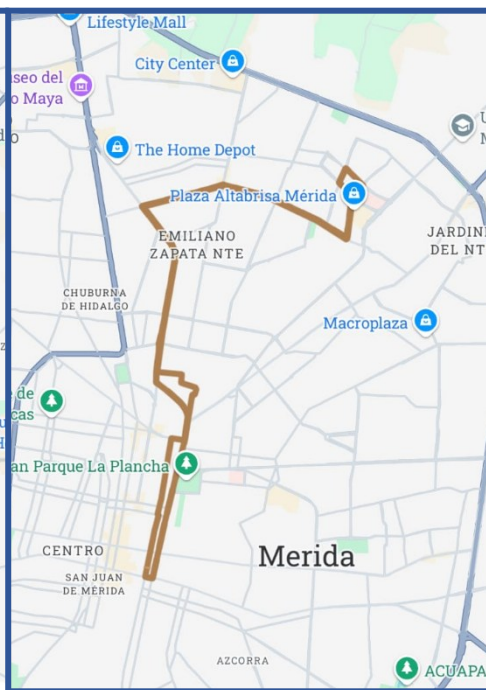 Lifestyle Mall
City Center
seo del
o Maya
The Home Depot
Plaza Altabrisa Mérida
EMILIANO
ZAPATA NTE
JARDIN
DEL NT
CHUBURNA
DE HIDALGO
Macroplaza
de
cas
an Parque La Plancha
CENTRO
Merida
SAN JUAN
DE MÉRIDA
AZCORRA
ACUAPA